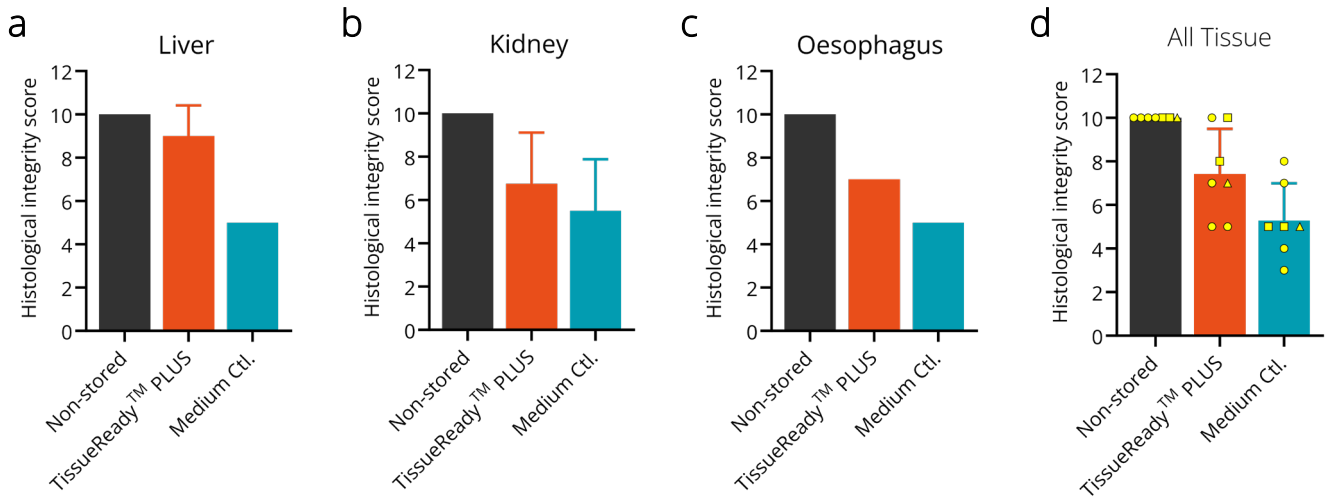 a
Liver
Histological integrity score
12
10
8
6
4
2
0
Non-stored
TissueReady™ PLUS
Medium Ctl.
b
Kidney
Histological integrity score
12
10
8
6
4
2
0
Non-stored
TissueReady™ PLUS
Medium Ctl.
c
Oesophagus
Histological integrity score
12
10
8
6
4
2
0
Non-stored
TissueReady™ PLUS
Medium Ctl.
d
All Tissue
Histological integrity score
12
10
8
6
4
2
0
Non-stored
TissueReady™ PLUS
Medium Ctl.